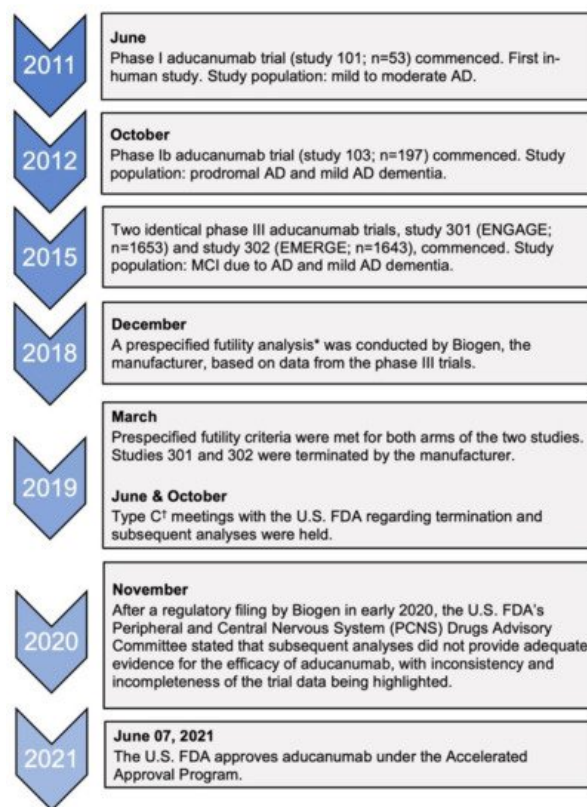 2011
June
Phase I aducanumab trial (study 101; n=53) commenced. First in-
human study. Study population: mild to moderate AD.
2012
October
Phase Ib aducanumab trial (study 103; n=197) commenced. Study
population: prodromal AD and mild AD dementia.
2015
Two identical phase III aducanumab trials, study 301 (ENGAGE;
n=1653) and study 302 (EMERGE; n=1643), commenced. Study
population: MCI due to AD and mild AD dementia.
2018
December
A prespecified futility analysis* was conducted by Biogen, the
manufacturer, based on data from the phase III trials.
2019
March
Prespecified futility criteria were met for both arms of the two studies.
Studies 301 and 302 were terminated by the manufacturer.
June & October
Type C† meetings with the U.S. FDA regarding termination and
subsequent analyses were held.
2020
November
After a regulatory filing by Biogen in early 2020, the U.S. FDA's
Peripheral and Central Nervous System (PCNS) Drugs Advisory
Committee stated that subsequent analyses did not provide adequate
evidence for the efficacy of aducanumab, with inconsistency and
incompleteness of the trial data being highlighted.
2021
June 07, 2021
The U.S. FDA approves aducanumab under the Accelerated
Approval Program.